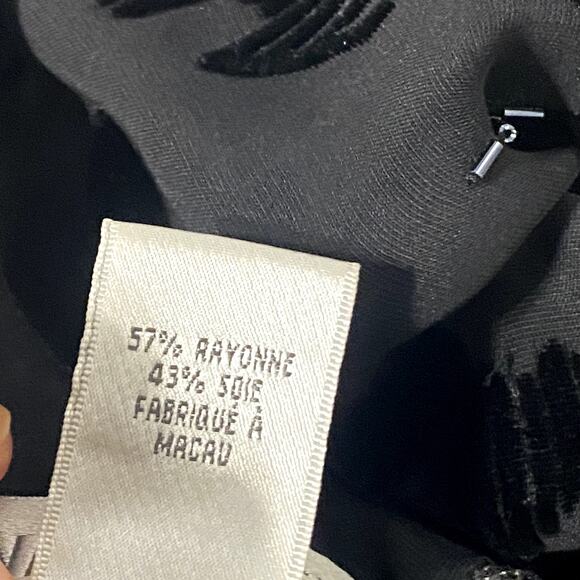 57% RAYONNE
43% SOIE
FABRIQUÉ À
MACAU